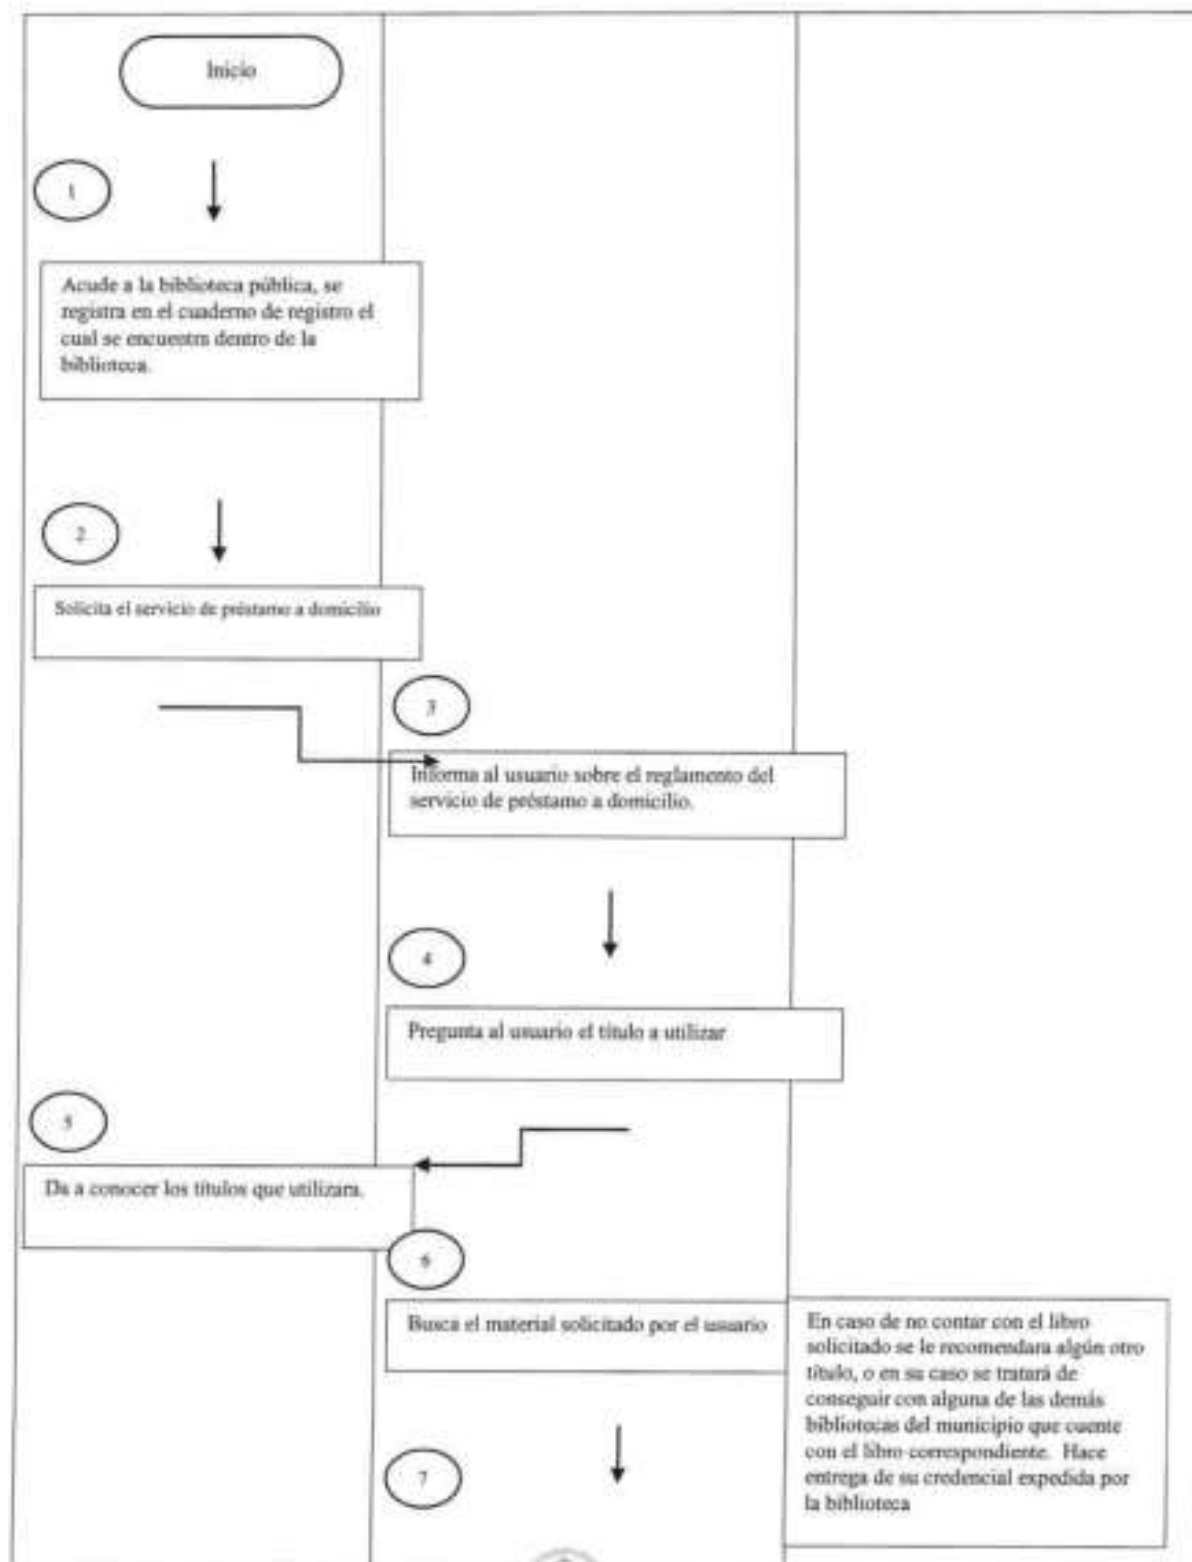 Inicio
1
Acude a la biblioteca pública, se
registra en el cuaderno de registro el
cual se encuentra dentro de la
biblioteca.
2
Solicita el servicio de préstamo a domicilio
3
Informa al usuario sobre el reglamento del
servicio de préstamo a domicilio.
4
Pregunta al usuario el título a utilizar
5
Da a conocer los títulos que utilizara.
6
Busca el material solicitado por el usuario
En caso de no contar con el libro
solicitado se le recomendara algún otro
título, o en su caso se tratará de
conseguir con alguna de las demás
bibliotecas del municipio que cuente
con el libro correspondiente. Hace
entrega de su credencial expedida por
la biblioteca
7